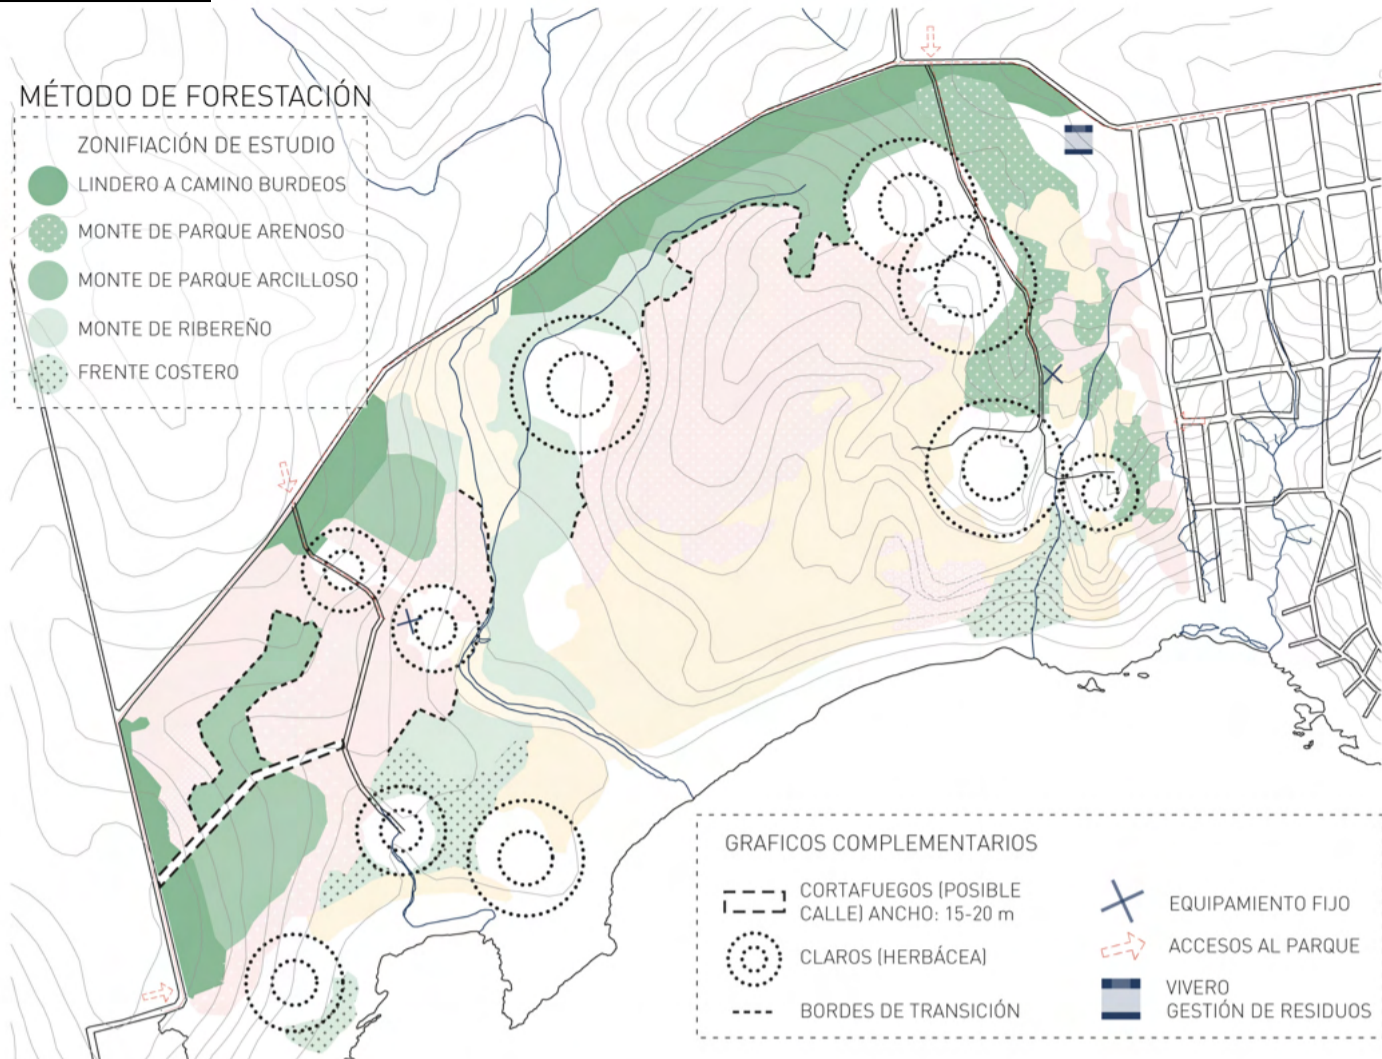 MÉTODO DE FORESTACIÓN
ZONIFIACIÓN DE ESTUDIO
LINDERO A CAMINO BURDEOS
MONTE DE PARQUE ARENOSO
MONTE DE PARQUE ARCILLOSO
MONTE DE RIBEREÑO
FRENTE COSTERO
GRAFICOS COMPLEMENTARIOS
CORTAFUEGOS (POSIBLE
CALLE) ANCHO: 15-20 m
CLAROS (HERBÁCEA)
BORDES DE TRANSICIÓN
EQUIPAMIENTO FIJO
ACCESOS AL PARQUE
VIVERO
GESTIÓN DE RESIDUOS